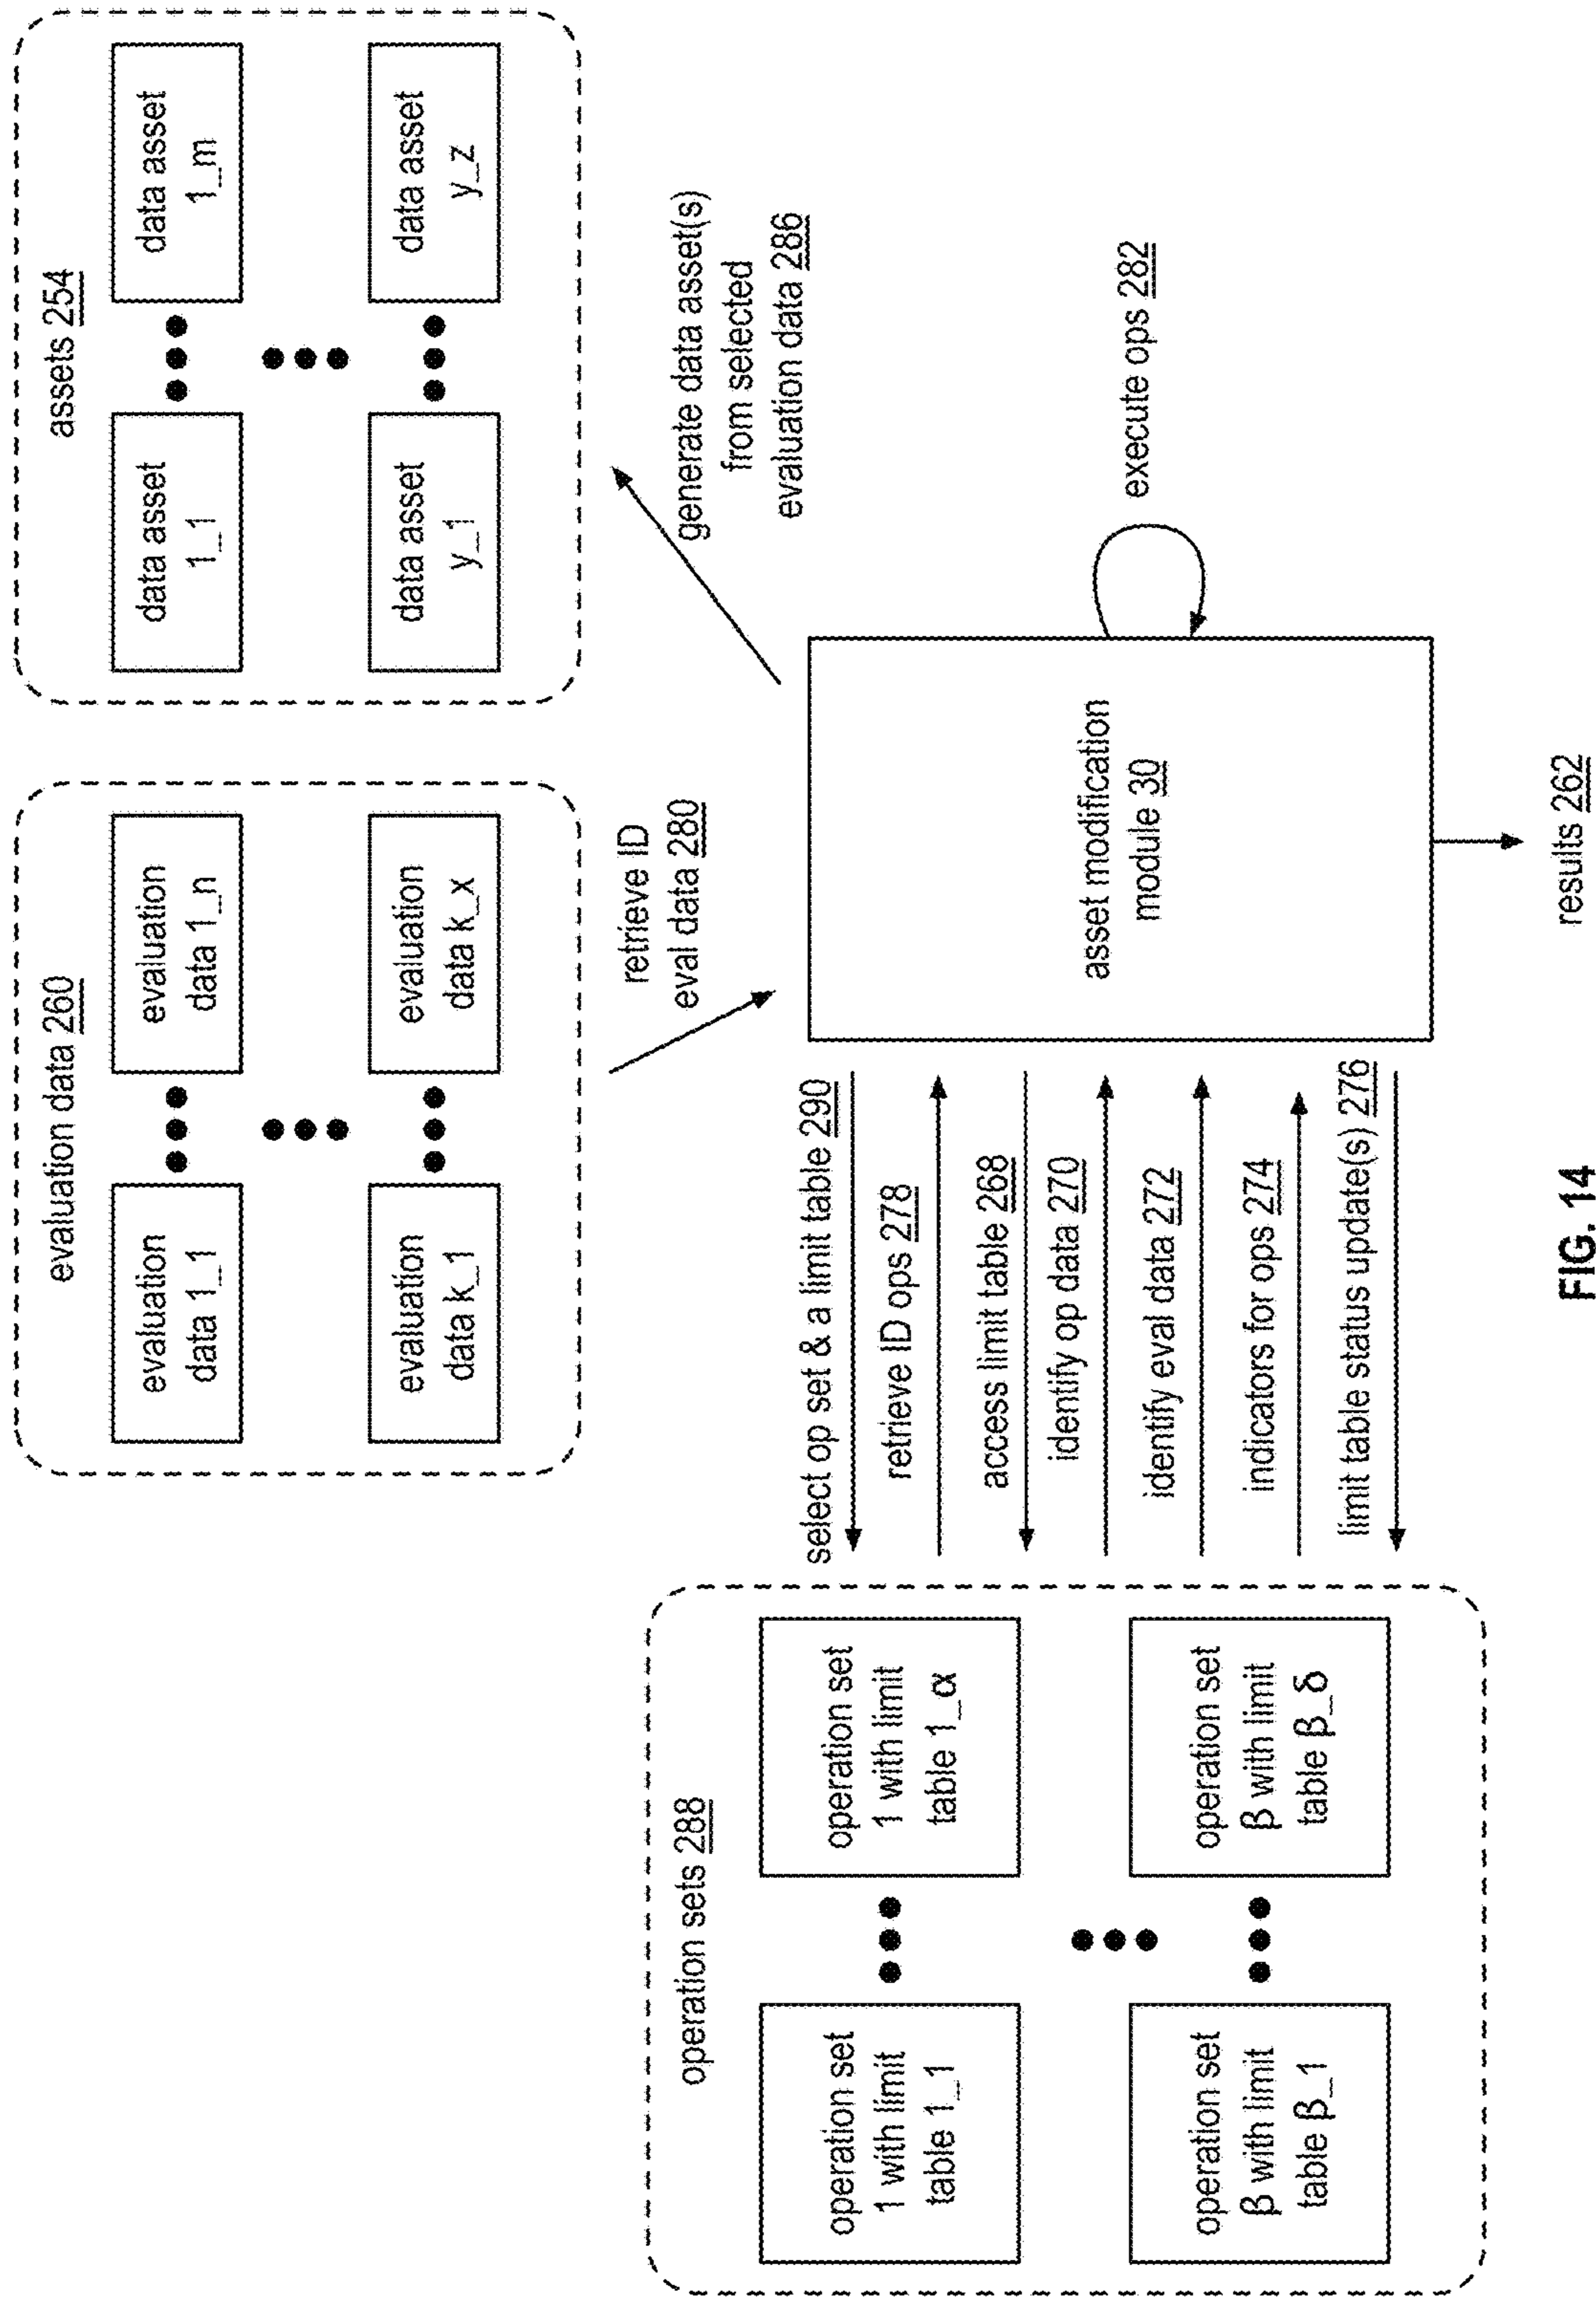 evaluation data 260
evaluation
data 1_1
evaluation
data 1_n
evaluation
data k_1
evaluation
data k_x
assets 254
data asset
1_1
data asset
1_m
data asset
y_1
data asset
y_z
retrieve ID
eval data 280
generate data asset(s)
from selected
evaluation data 286
operation sets 288
operation set
1 with limit
table 1_1
operation set
1 with limit
table 1_α
operation set
β with limit
table β_1
operation set
β with limit
table β_δ
select op set & a limit table 290
retrieve ID ops 278
access limit table 268
identify op data 270
identify eval data 272
indicators for ops 274
limit table status update(s) 276
asset modification
module 30
execute ops 282
results 262
FIG. 14